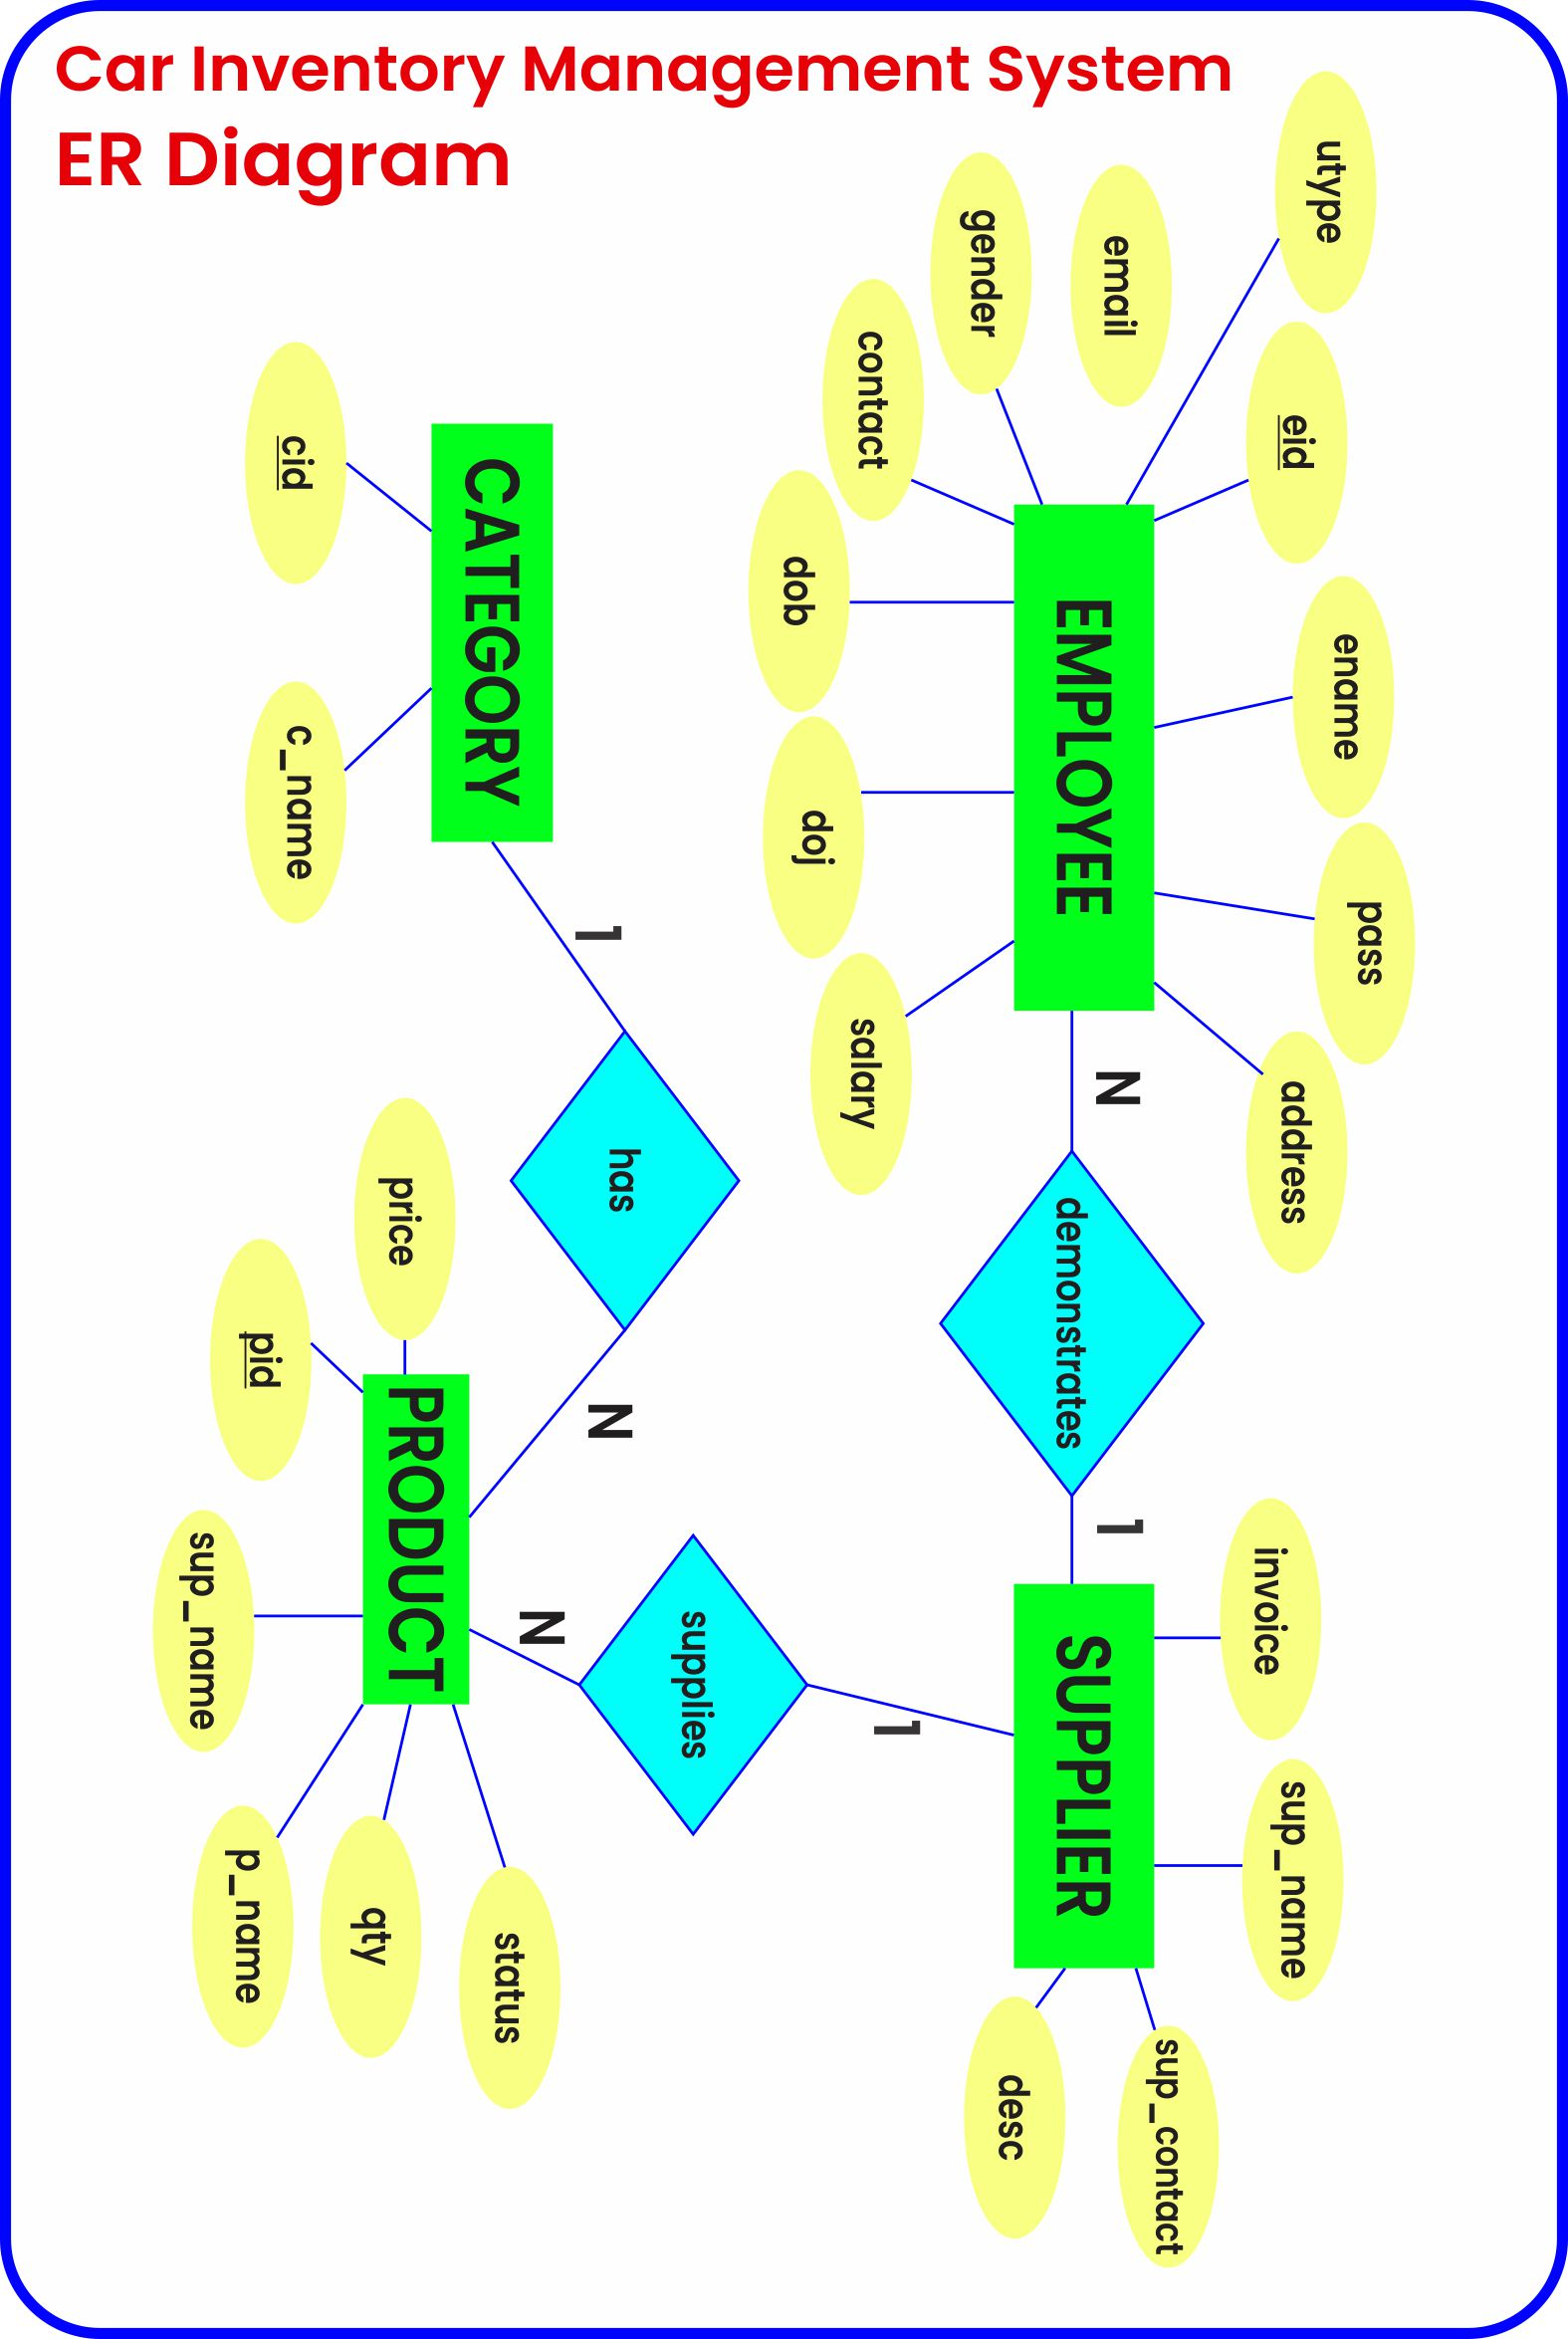 Car Inventory Management System
ER Diagram
utype
email
gender
eid
contact
dob
ename
EMPLOYEE
doj
pass
salary
address
cid
CATEGORY
c_name
1
N
has
demonstrates
price
pid
N
1
PRODUCT
sup_name
N
supplies
1
invoice
SUPPLIER
sup_name
p_name
qty
status
desc
sup_contact